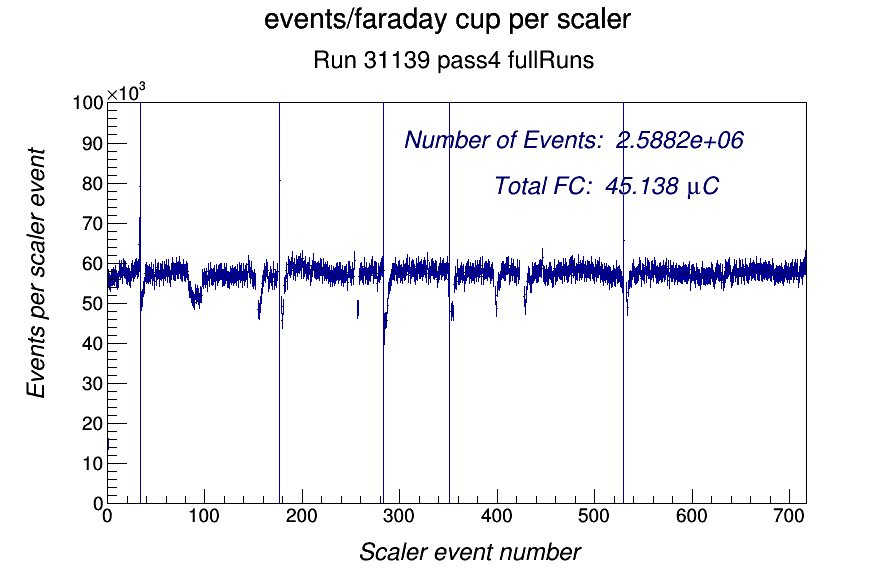 events/faraday cup per scaler
Run 31139 pass4 fullRuns
×10³
100
90
80
70
60
50
40
30
20
10
0
Number of Events: 2.5882e+06
Total FC: 45.138 μC
Events per scaler event
0 100 200 300 400 500 600 700
Scaler event number